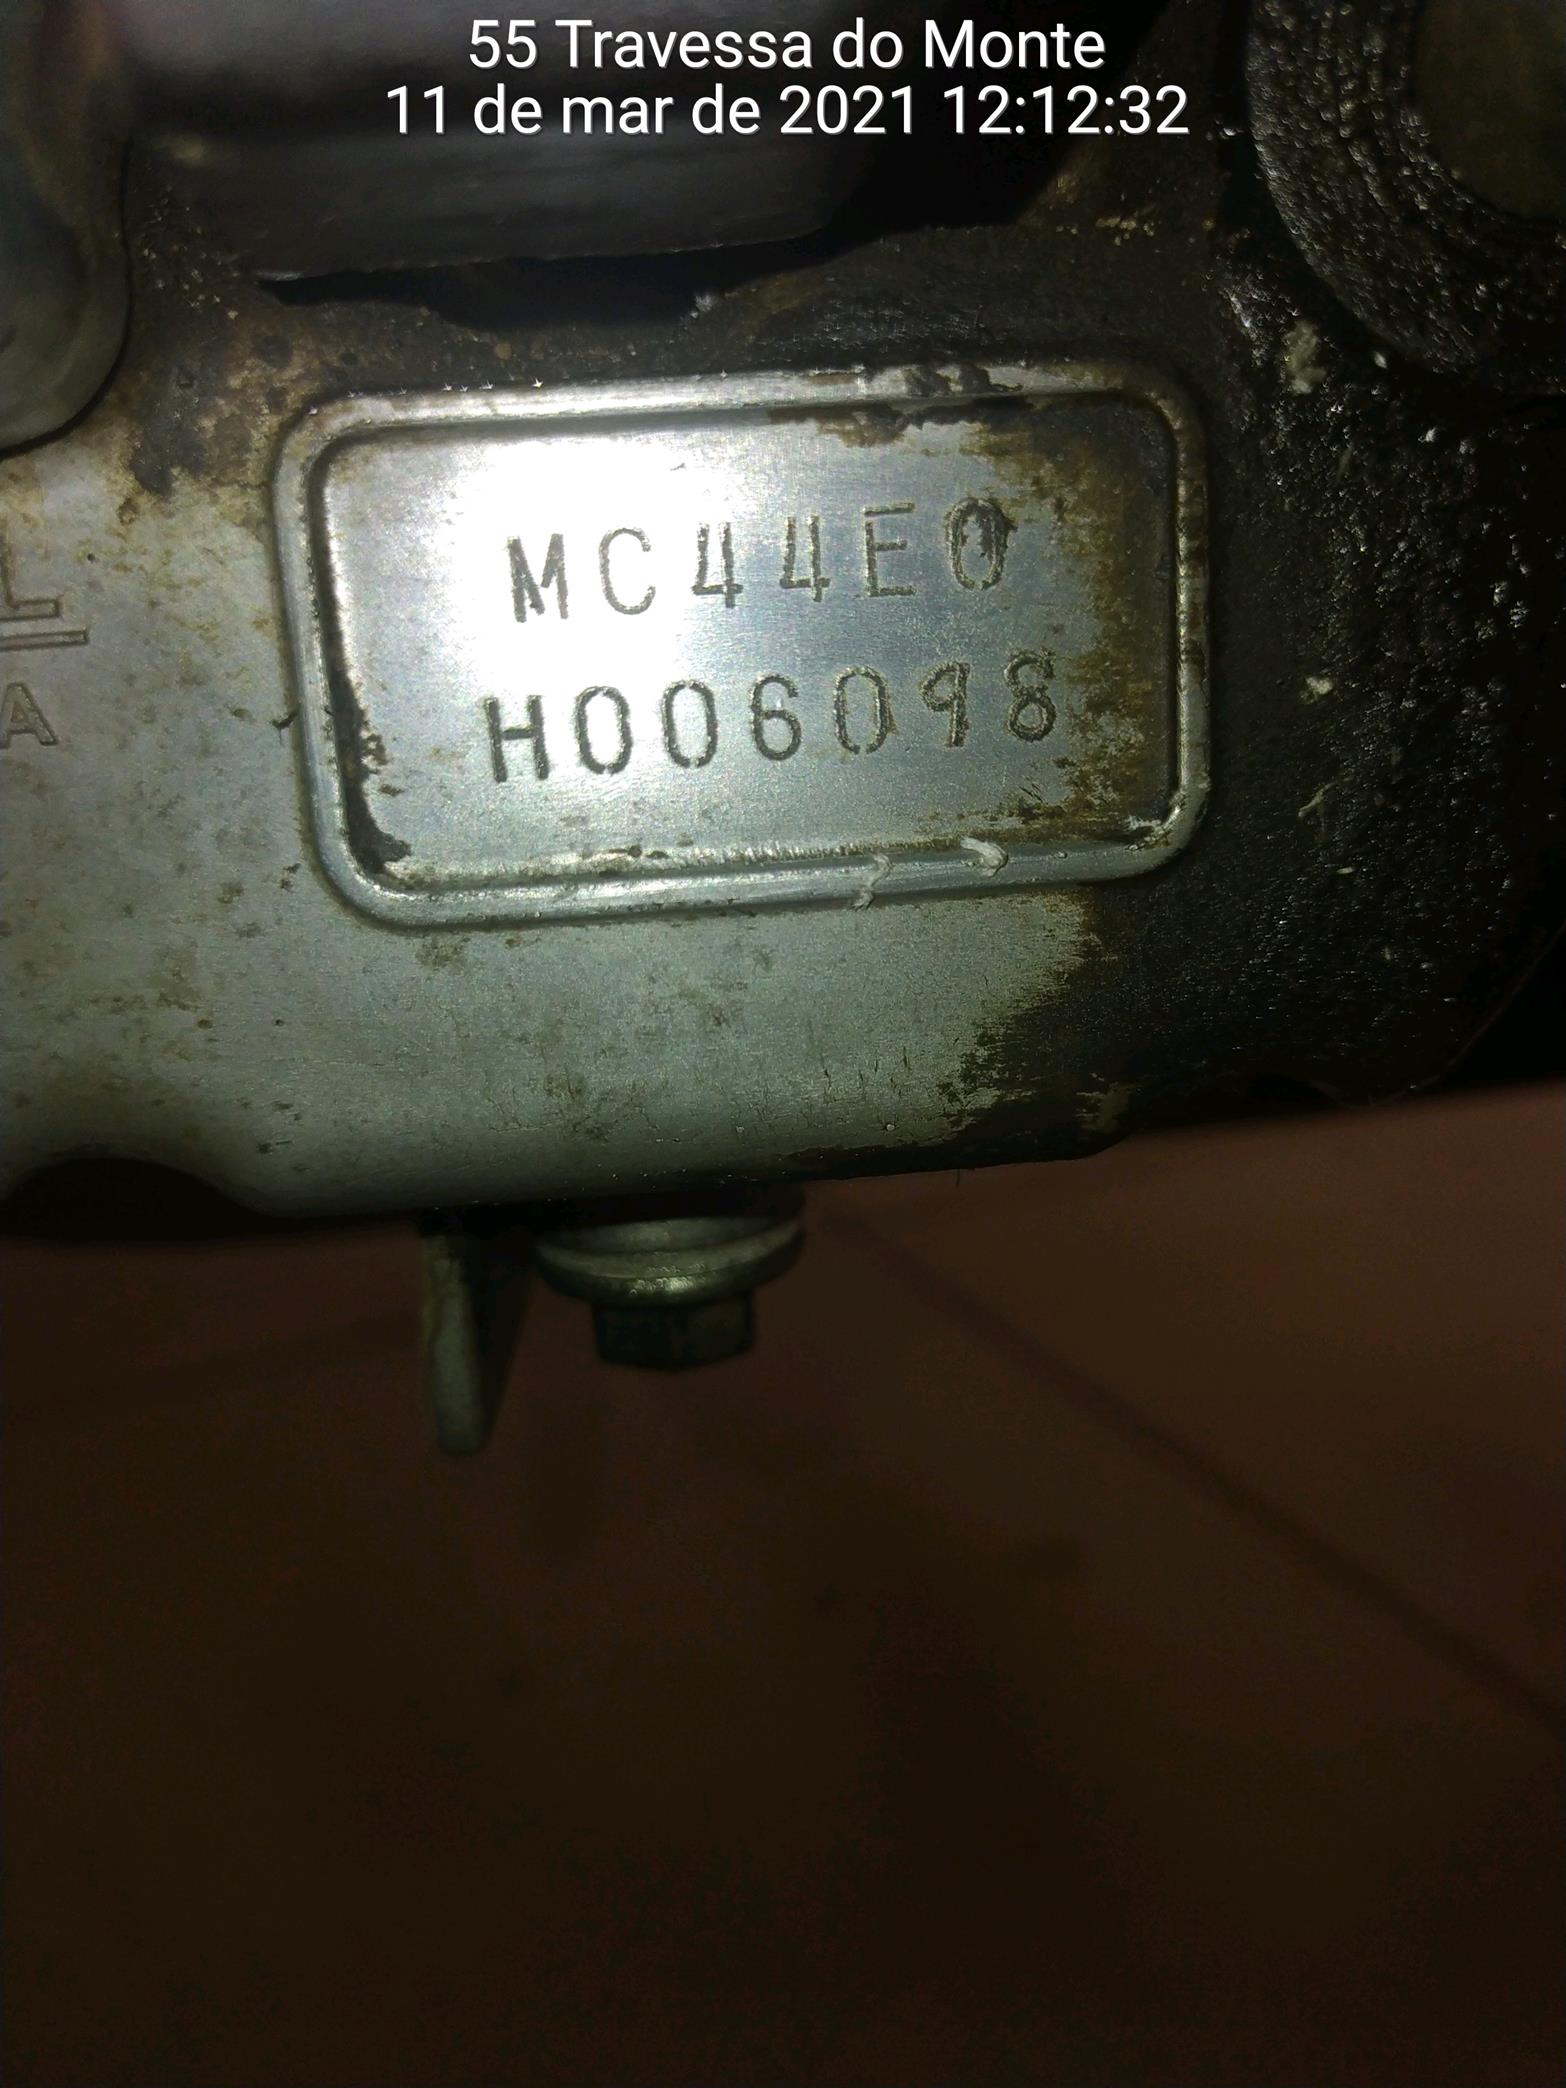 55 Travessa do Monte
11 de mar de 2021 12:12:32
MC44E0
H006098
L
A